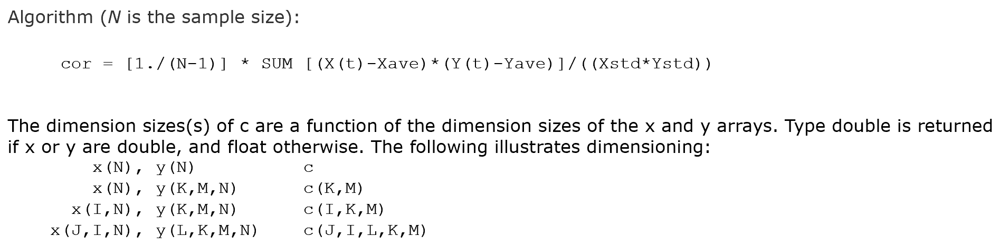 Algorithm (N is the sample size):
cor = [1./(N-1)] * SUM [(X(t)-Xave)*(Y(t)-Yave)]/((Xstd*Ystd))
The dimension sizes(s) of c are a function of the dimension sizes of the x and y arrays. Type double is returned
if x or y are double, and float otherwise. The following illustrates dimensioning:
x(N), y(N) c
x(N), y(K,M,N) c(K,M)
x(I,N), y(K,M,N) c(I,K,M)
x(J,I,N), y(L,K,M,N) c(J,I,L,K,M)